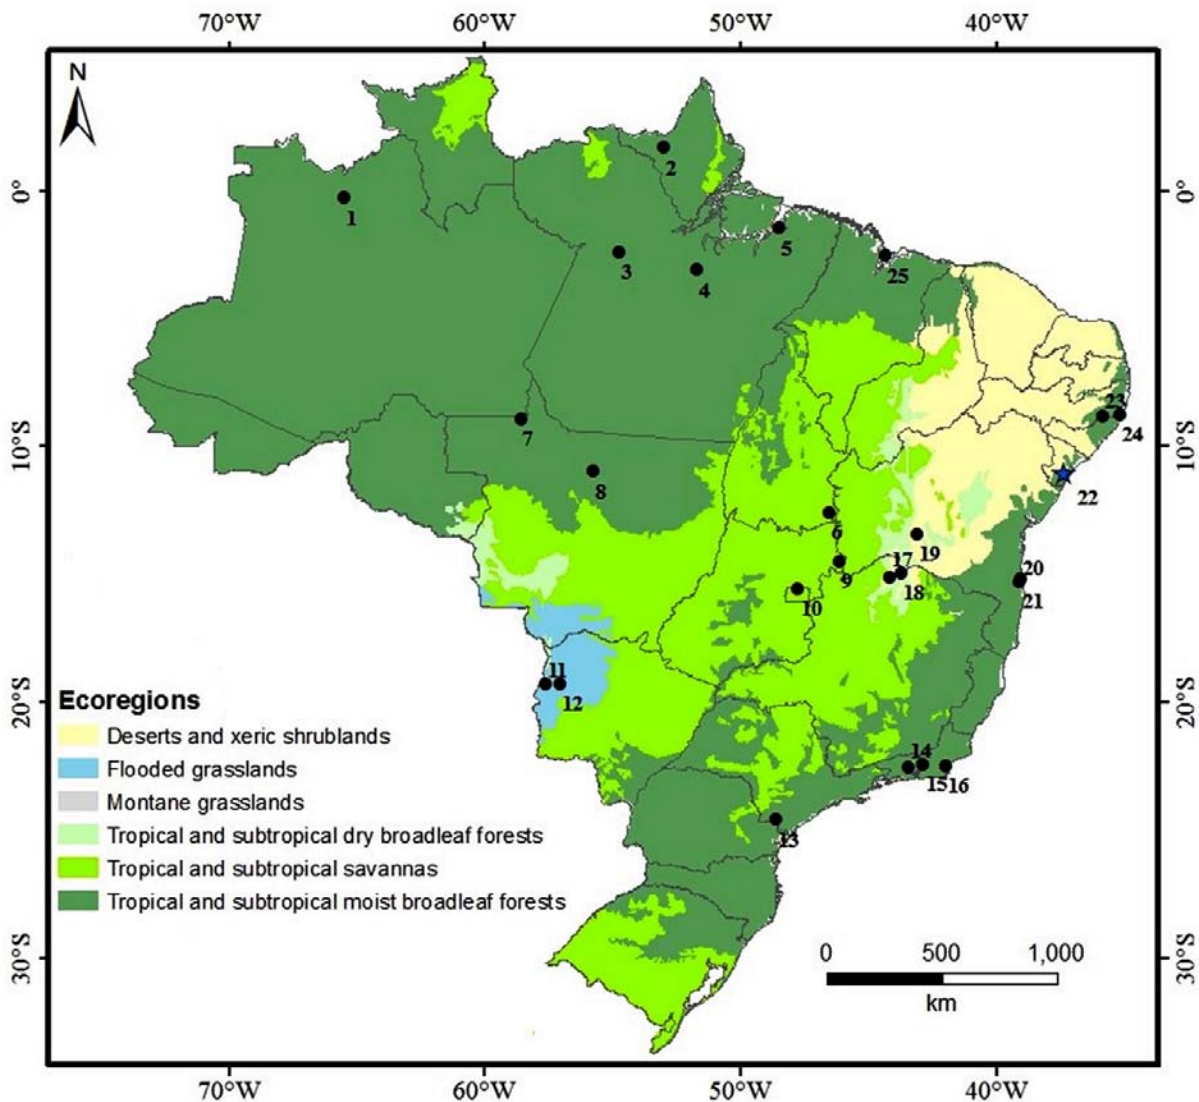 70°W 60°W 50°W 40°W
N
2
0° 0°
1
5
3
25
4
23
10°S 10°S
24
7
8
22
6
19
17
20
9
18
10
21
11
20°S 20°S
12
Ecoregions
Deserts and xeric shrublands
14
Flooded grasslands
15 16
Montane grasslands
Tropical and subtropical dry broadleaf forests
13
Tropical and subtropical savannas
Tropical and subtropical moist broadleaf forests
30°S 30°S
0 500 1,000
km
70°W 60°W 50°W 40°W